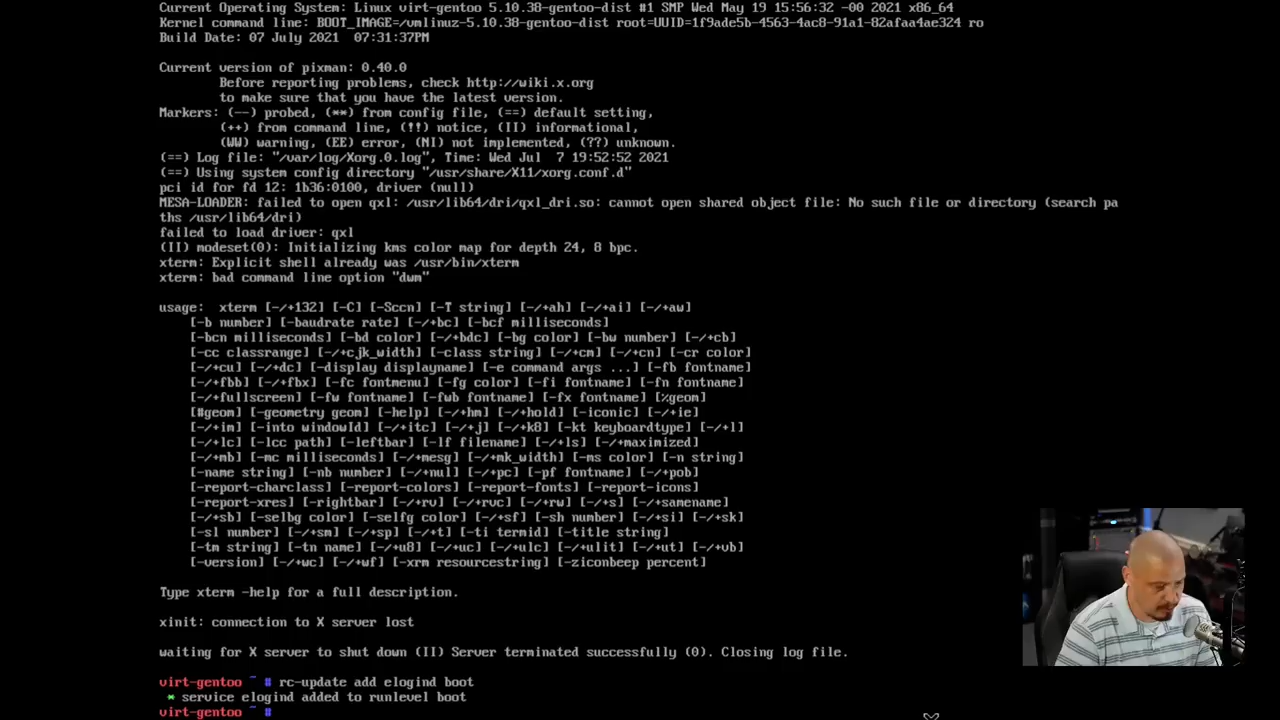 Current Operating System: Linux virt-gentoo 5.10.38-gentoo-dist #1 SMP Wed May 19 15:56:32 -00 2021 x86_64
Kernel command line: BOOT_IMAGE=/vmlinuz-5.10.38-gentoo-dist root=UUID=1f9ade5b-4563-4ac8-91a1-82afaa4ae324 ro
Build Date: 07 July 2021  07:31:37PM
Current version of pixman: 0.40.0
Before reporting problems, check http://wiki.x.org
to make sure that you have the latest version.
Markers: (--) probed, (**) from config file, (==) default setting,
(++) from command line, (!!) notice, (II) informational,
(WW) warning, (EE) error, (NI) not implemented, (??) unknown.
(==) Log file: "/var/log/Xorg.0.log", Time: Wed Jul  7 19:52:52 2021
(==) Using system config directory "/usr/share/X11/xorg.conf.d"
pci id for fd 12: 1b36:0100, driver (null)
MESA-LOADER: failed to open qxl: /usr/lib64/dri/qxl_dri.so: cannot open shared object file: No such file or directory (search pa
ths /usr/lib64/dri)
failed to load driver: qxl
(II) modeset(0): Initializing kms color map for depth 24, 8 bpc.
xterm: Explicit shell already was /usr/bin/xterm
xterm: bad command line option "dwm"
usage:  xterm [-/+132] [-C] [-Sccn] [-T string] [-/+ah] [-/+ai] [-/+aw]
[-b number] [-baudrate rate] [-/+bc] [-bcf milliseconds]
[-bcn milliseconds] [-bd color] [-/+bdc] [-bg color] [-bw number] [-/+cb]
[-cc classrange] [-/+cjk_width] [-class string] [-/+cm] [-/+cn] [-cr color]
[-/+cu] [-/+dc] [-display displayname] [-e command args ...] [-fb fontname]
[-/+fbb] [-/+fbx] [-fc fontmenu] [-fg color] [-fi fontname] [-fn fontname]
[-/+fullscreen] [-fw fontname] [-fwb fontname] [-fx fontname] [%geom]
[#geom] [-geometry geom] [-help] [-/+hm] [-/+hold] [-iconic] [-/+ie]
[-/+im] [-into windowId] [-/+itc] [-/+j] [-/+k8] [-kt keyboardtype] [-/+l]
[-/+lc] [-lcc path] [-leftbar] [-lf filename] [-/+ls] [-/+maximized]
[-/+mb] [-mc milliseconds] [-/+mesg] [-/+mk_width] [-ms color] [-n string]
[-name string] [-nb number] [-/+nul] [-/+pc] [-pf fontname] [-/+pob]
[-report-charclass] [-report-colors] [-report-fonts] [-report-icons]
[-report-xres] [-rightbar] [-/+rv] [-/+rvc] [-/+rw] [-/+s] [-/+samename]
[-/+sb] [-selbg color] [-selfg color] [-/+sf] [-sh number] [-/+si] [-/+sk]
[-sl number] [-/+sm] [-/+sp] [-/+t] [-ti termid] [-title string]
[-tm string] [-tn name] [-/+u8] [-/+uc] [-/+ulc] [-/+ulit] [-/+ut] [-/+vb]
[-version] [-/+wc] [-/+wf] [-xrm resourcestring] [-ziconbeep percent]
Type xterm -help for a full description.
xinit: connection to X server lost
waiting for X server to shut down (II) Server terminated successfully (0). Closing log file.
virt-gentoo ~ # rc-update add elogind boot
* service elogind added to runlevel boot
virt-gentoo ~ #